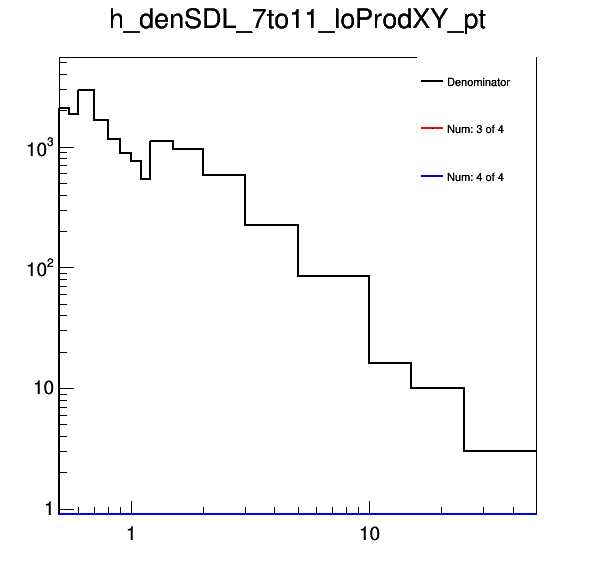 h_denSDL_7to11_loProdXY_pt
Denominator
Num: 3 of 4
Num: 4 of 4
10³
10²
10
1
1
10